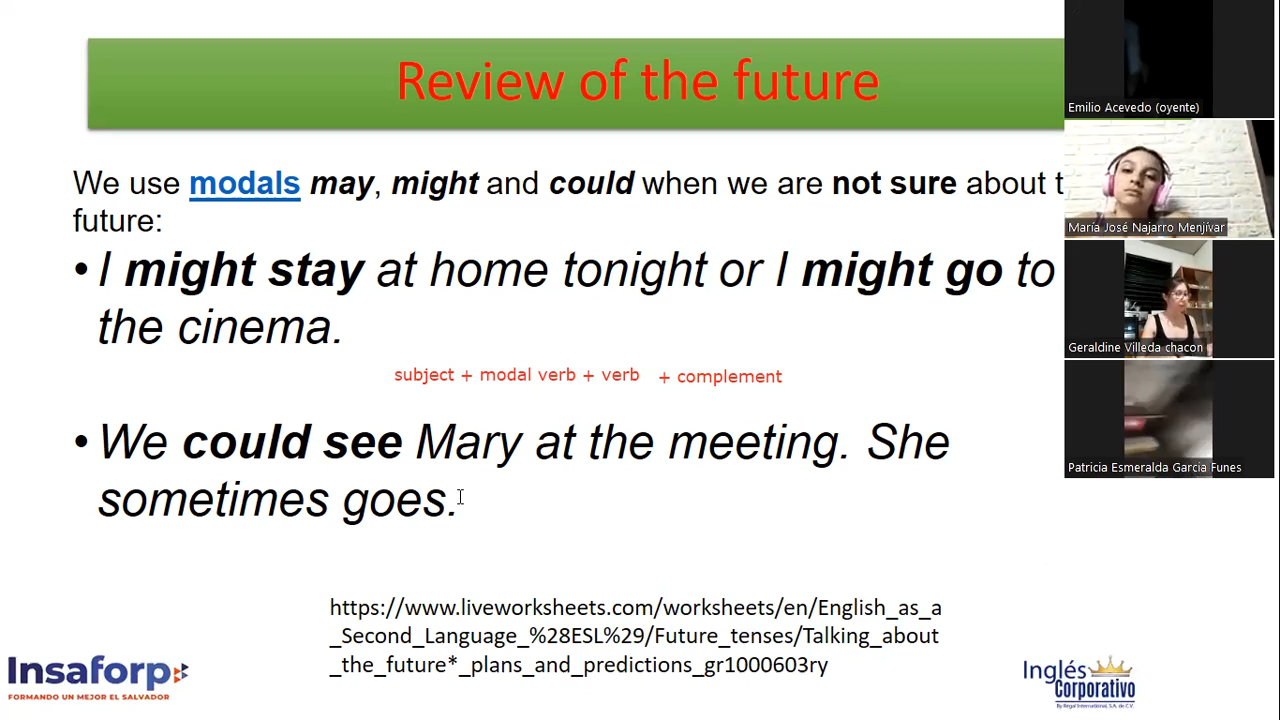 Review of the future
We use modals may, might and could when we are not sure about t
future:
• I might stay at home tonight or I might go to
the cinema.
subject + modal verb + verb + complement
• We could see Mary at the meeting. She
sometimes goes.
https://www.liveworksheets.com/worksheets/en/English_as_a
_Second_Language_%28ESL%29/Future_tenses/Talking_about
_the_future*_plans_and_predictions_gr1000603ry
Insaforp
FORMANDO UN MEJOR EL SALVADOR
Inglés
Corporativo
By Regal International, S.A. de C.V.
Emilio Acevedo (oyente)
María José Najarro Menjívar
Geraldine Villeda chacon
Patricia Esmeralda Garcia Funes